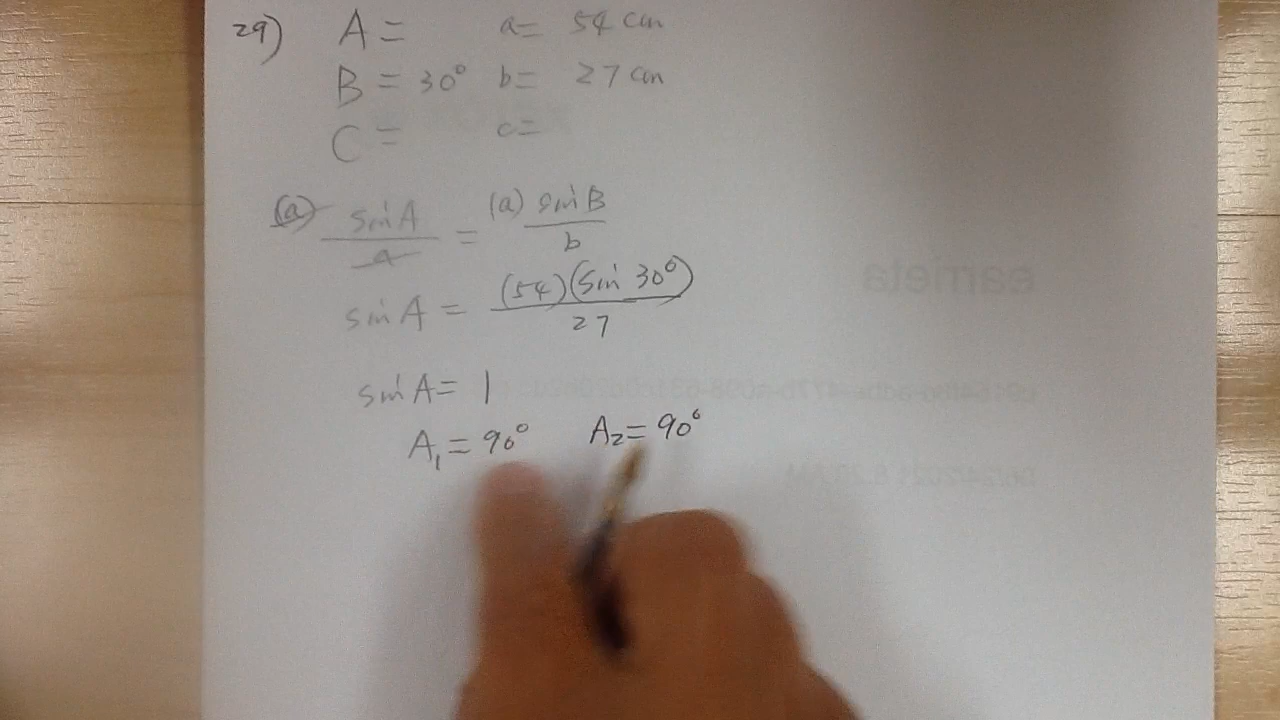 29) A = a = 54 cm
B = 30° b = 27 cm
C = c =
(a) sin A / a = (a) sin B / b
sin A = (54)(sin 30°) / 27
sin A = 1
A₁ = 90° A₂ = 90°